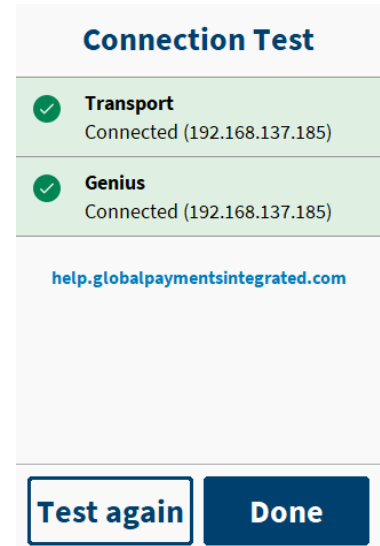 Connection Test
Transport
Connected (192.168.137.185)
Genius
Connected (192.168.137.185)
help.globalpaymentsintegrated.com
Test again
Done